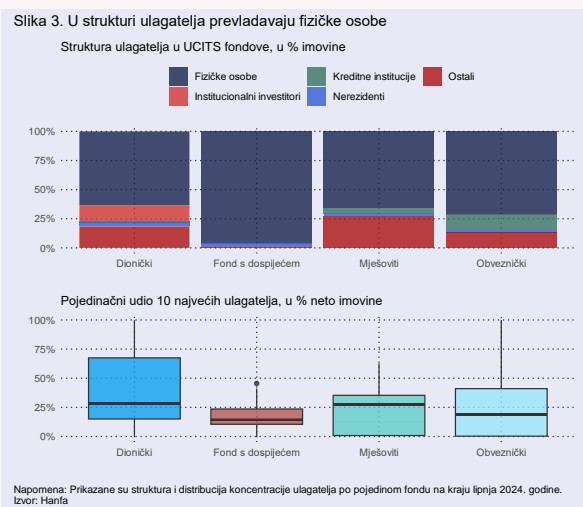 Slika 3. U strukturi ulagatelja prevladavaju fizičke osobe
Struktura ulagatelja u UCITS fondove, u % imovine
Fizičke osobe
Kreditne institucije
Ostali
Institucionalni investitori
Nerezidenti
100%
75%
50%
25%
0%
Dionički
Fond s dospijećem
Mješoviti
Obveznički
Pojedinačni udio 10 najvećih ulagatelja, u % neto imovine
100%
75%
50%
25%
0%
Dionički
Fond s dospijećem
Mješoviti
Obveznički
Napomena: Prikazane su struktura i distribucija koncentracije ulagatelja po pojedinom fondu na kraju lipnja 2024. godine.
Izvor: Hanfa